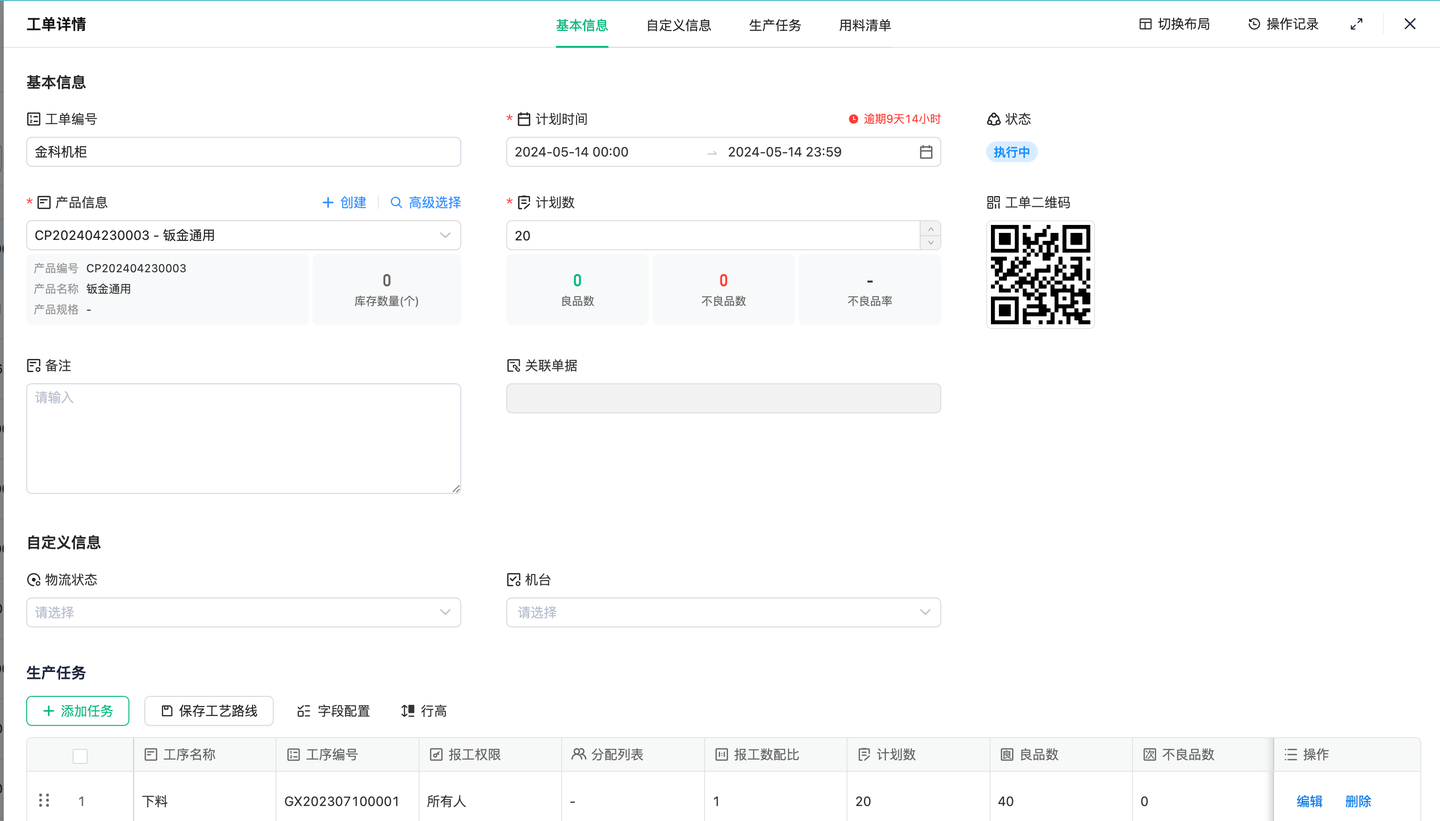 工单详情
基本信息 自定义信息 生产任务 用料清单
切换布局 操作记录
基本信息
工单编号
金科机柜
* 计划时间 逾期9天14小时
2024-05-14 00:00 → 2024-05-14 23:59
状态
执行中
* 产品信息 + 创建 高级选择
CP202404230003 - 钣金通用
产品编号 CP202404230003
产品名称 钣金通用
产品规格 -
0
库存数量(个)
* 计划数
20
0
良品数
0
不良品数
-
不良品率
工单二维码
备注
请输入
关联单据
自定义信息
物流状态
请选择
机台
请选择
生产任务
+ 添加任务 保存工艺路线 字段配置 行高
工序名称 工序编号 报工权限 分配列表 报工数配比 计划数 良品数 不良品数 操作
1 下料 GX202307100001 所有人 - 1 20 40 0 编辑 删除